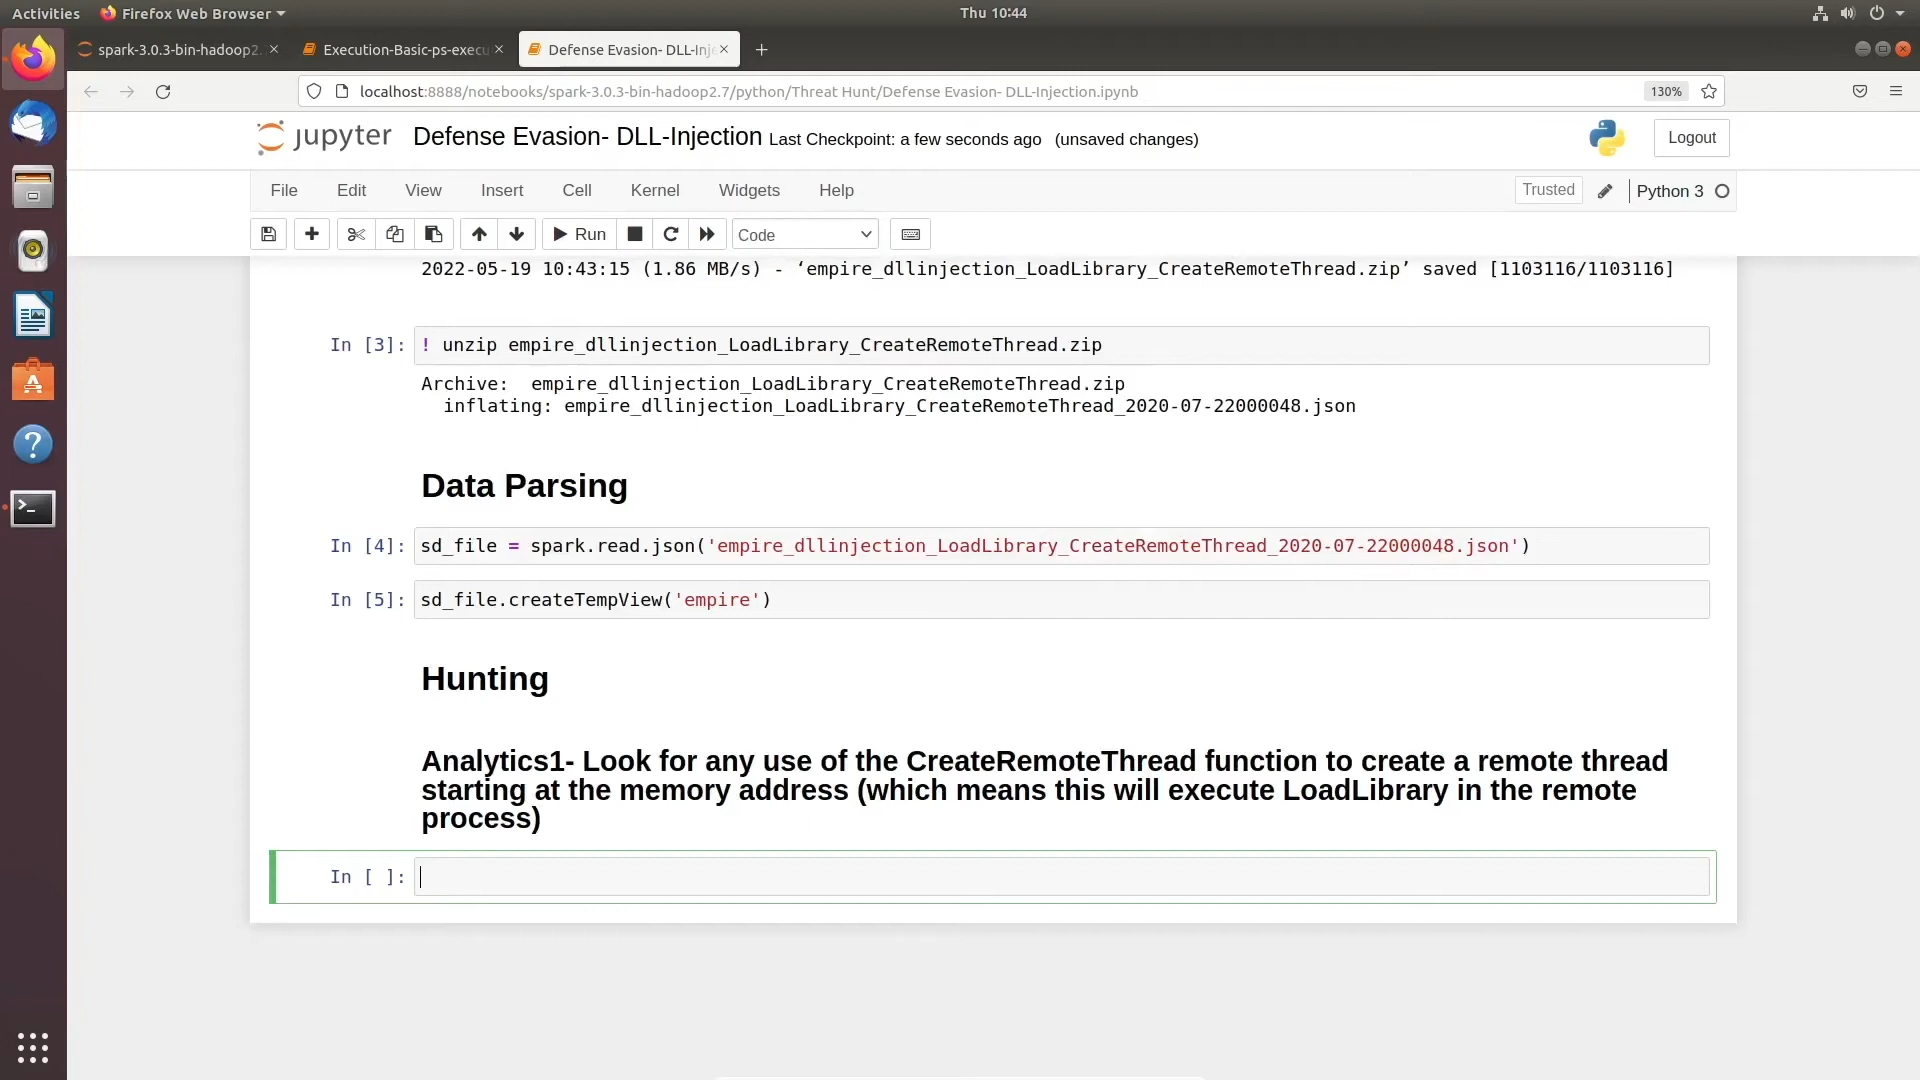 Activities
Firefox Web Browser
Thu 10:44
spark-3.0.3-bin-hadoop2.
Execution-Basic-ps-execu
Defense Evasion- DLL-Inje
localhost:8888/notebooks/spark-3.0.3-bin-hadoop2.7/python/Threat Hunt/Defense Evasion- DLL-Injection.ipynb
130%
jupyter
Defense Evasion- DLL-Injection Last Checkpoint: a few seconds ago (unsaved changes)
Logout
File Edit View Insert Cell Kernel Widgets Help
Trusted
Python 3
Run
Code
2022-05-19 10:43:15 (1.86 MB/s) - ‘empire_dllinjection_LoadLibrary_CreateRemoteThread.zip’ saved [1103116/1103116]
In [3]: ! unzip empire_dllinjection_LoadLibrary_CreateRemoteThread.zip
Archive:  empire_dllinjection_LoadLibrary_CreateRemoteThread.zip
inflating: empire_dllinjection_LoadLibrary_CreateRemoteThread_2020-07-22000048.json
Data Parsing
In [4]: sd_file = spark.read.json('empire_dllinjection_LoadLibrary_CreateRemoteThread_2020-07-22000048.json')
In [5]: sd_file.createTempView('empire')
Hunting
Analytics1- Look for any use of the CreateRemoteThread function to create a remote thread
starting at the memory address (which means this will execute LoadLibrary in the remote
process)
In [ ]: